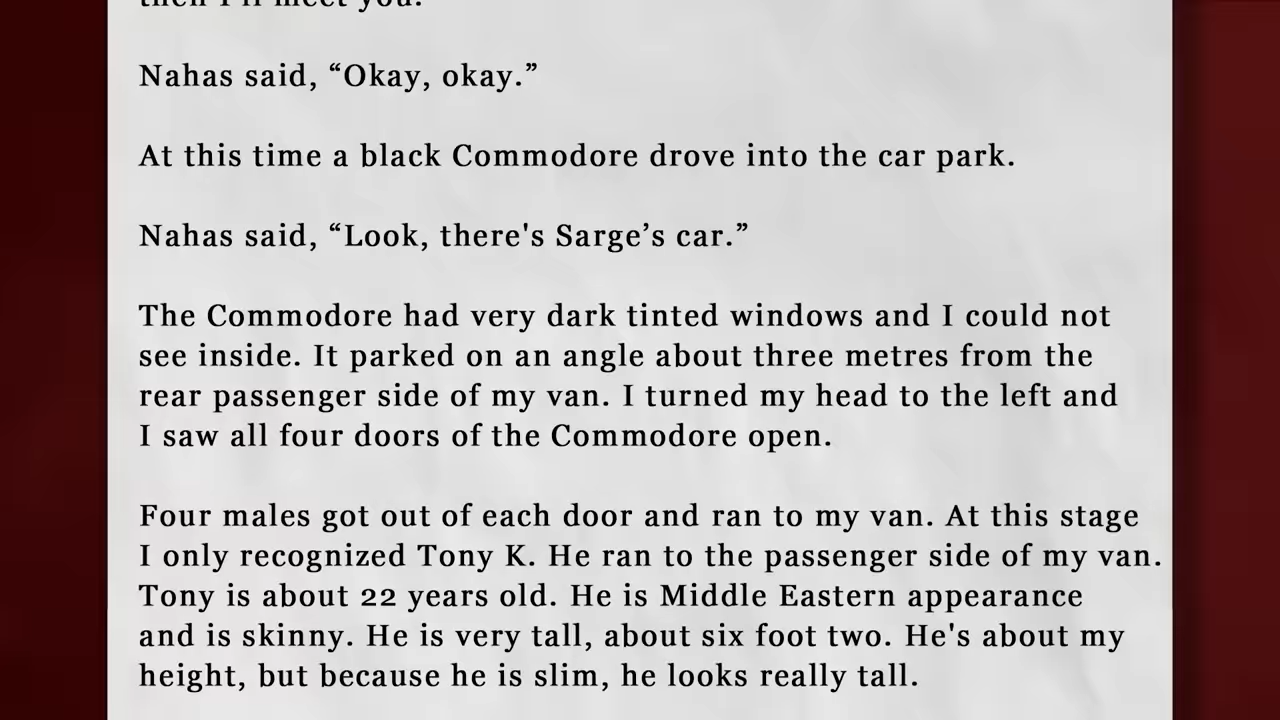 then I'll meet you.
Nahas said, “Okay, okay.”
At this time a black Commodore drove into the car park.
Nahas said, “Look, there's Sarge’s car.”
The Commodore had very dark tinted windows and I could not
see inside. It parked on an angle about three metres from the
rear passenger side of my van. I turned my head to the left and
I saw all four doors of the Commodore open.
Four males got out of each door and ran to my van. At this stage
I only recognized Tony K. He ran to the passenger side of my van.
Tony is about 22 years old. He is Middle Eastern appearance
and is skinny. He is very tall, about six foot two. He's about my
height, but because he is slim, he looks really tall.